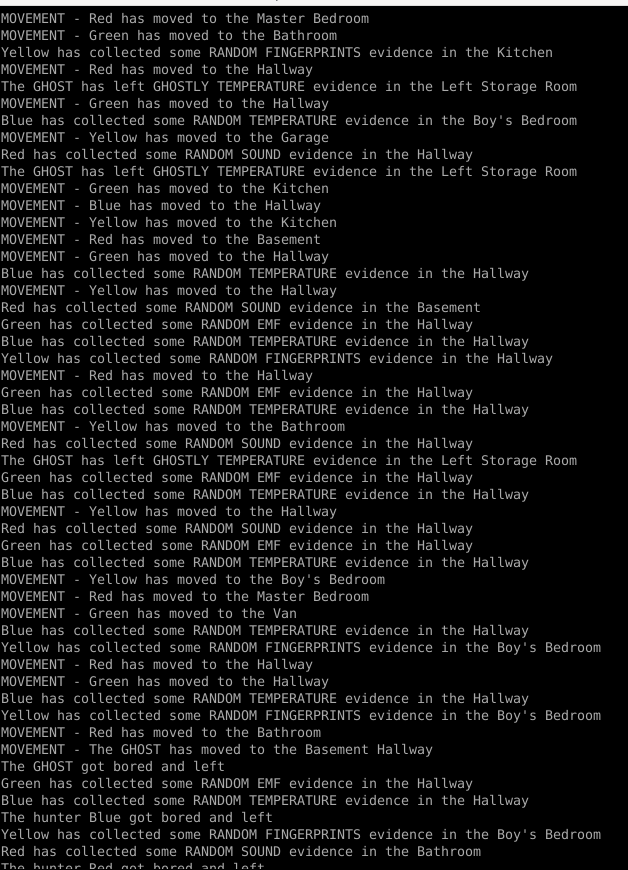 MOVEMENT - Red has moved to the Master Bedroom
MOVEMENT - Green has moved to the Bathroom
Yellow has collected some RANDOM FINGERPRINTS evidence in the Kitchen
MOVEMENT - Red has moved to the Hallway
The GHOST has left GHOSTLY TEMPERATURE evidence in the Left Storage Room
MOVEMENT - Green has moved to the Hallway
Blue has collected some RANDOM TEMPERATURE evidence in the Boy's Bedroom
MOVEMENT - Yellow has moved to the Garage
Red has collected some RANDOM SOUND evidence in the Hallway
The GHOST has left GHOSTLY TEMPERATURE evidence in the Left Storage Room
MOVEMENT - Green has moved to the Kitchen
MOVEMENT - Blue has moved to the Hallway
MOVEMENT - Yellow has moved to the Kitchen
MOVEMENT - Red has moved to the Basement
MOVEMENT - Green has moved to the Hallway
Blue has collected some RANDOM TEMPERATURE evidence in the Hallway
MOVEMENT - Yellow has moved to the Hallway
Red has collected some RANDOM SOUND evidence in the Basement
Green has collected some RANDOM EMF evidence in the Hallway
Blue has collected some RANDOM TEMPERATURE evidence in the Hallway
Yellow has collected some RANDOM FINGERPRINTS evidence in the Hallway
MOVEMENT - Red has moved to the Hallway
Green has collected some RANDOM EMF evidence in the Hallway
Blue has collected some RANDOM TEMPERATURE evidence in the Hallway
MOVEMENT - Yellow has moved to the Bathroom
Red has collected some RANDOM SOUND evidence in the Hallway
The GHOST has left GHOSTLY TEMPERATURE evidence in the Left Storage Room
Green has collected some RANDOM EMF evidence in the Hallway
Blue has collected some RANDOM TEMPERATURE evidence in the Hallway
MOVEMENT - Yellow has moved to the Hallway
Red has collected some RANDOM SOUND evidence in the Hallway
Green has collected some RANDOM EMF evidence in the Hallway
Blue has collected some RANDOM TEMPERATURE evidence in the Hallway
MOVEMENT - Yellow has moved to the Boy's Bedroom
MOVEMENT - Red has moved to the Master Bedroom
MOVEMENT - Green has moved to the Van
Blue has collected some RANDOM TEMPERATURE evidence in the Hallway
Yellow has collected some RANDOM FINGERPRINTS evidence in the Boy's Bedroom
MOVEMENT - Red has moved to the Hallway
MOVEMENT - Green has moved to the Hallway
Blue has collected some RANDOM TEMPERATURE evidence in the Hallway
Yellow has collected some RANDOM FINGERPRINTS evidence in the Boy's Bedroom
MOVEMENT - Red has moved to the Bathroom
MOVEMENT - The GHOST has moved to the Basement Hallway
The GHOST got bored and left
Green has collected some RANDOM EMF evidence in the Hallway
Blue has collected some RANDOM TEMPERATURE evidence in the Hallway
The hunter Blue got bored and left
Yellow has collected some RANDOM FINGERPRINTS evidence in the Boy's Bedroom
Red has collected some RANDOM SOUND evidence in the Bathroom
The hunter Red got bored and left